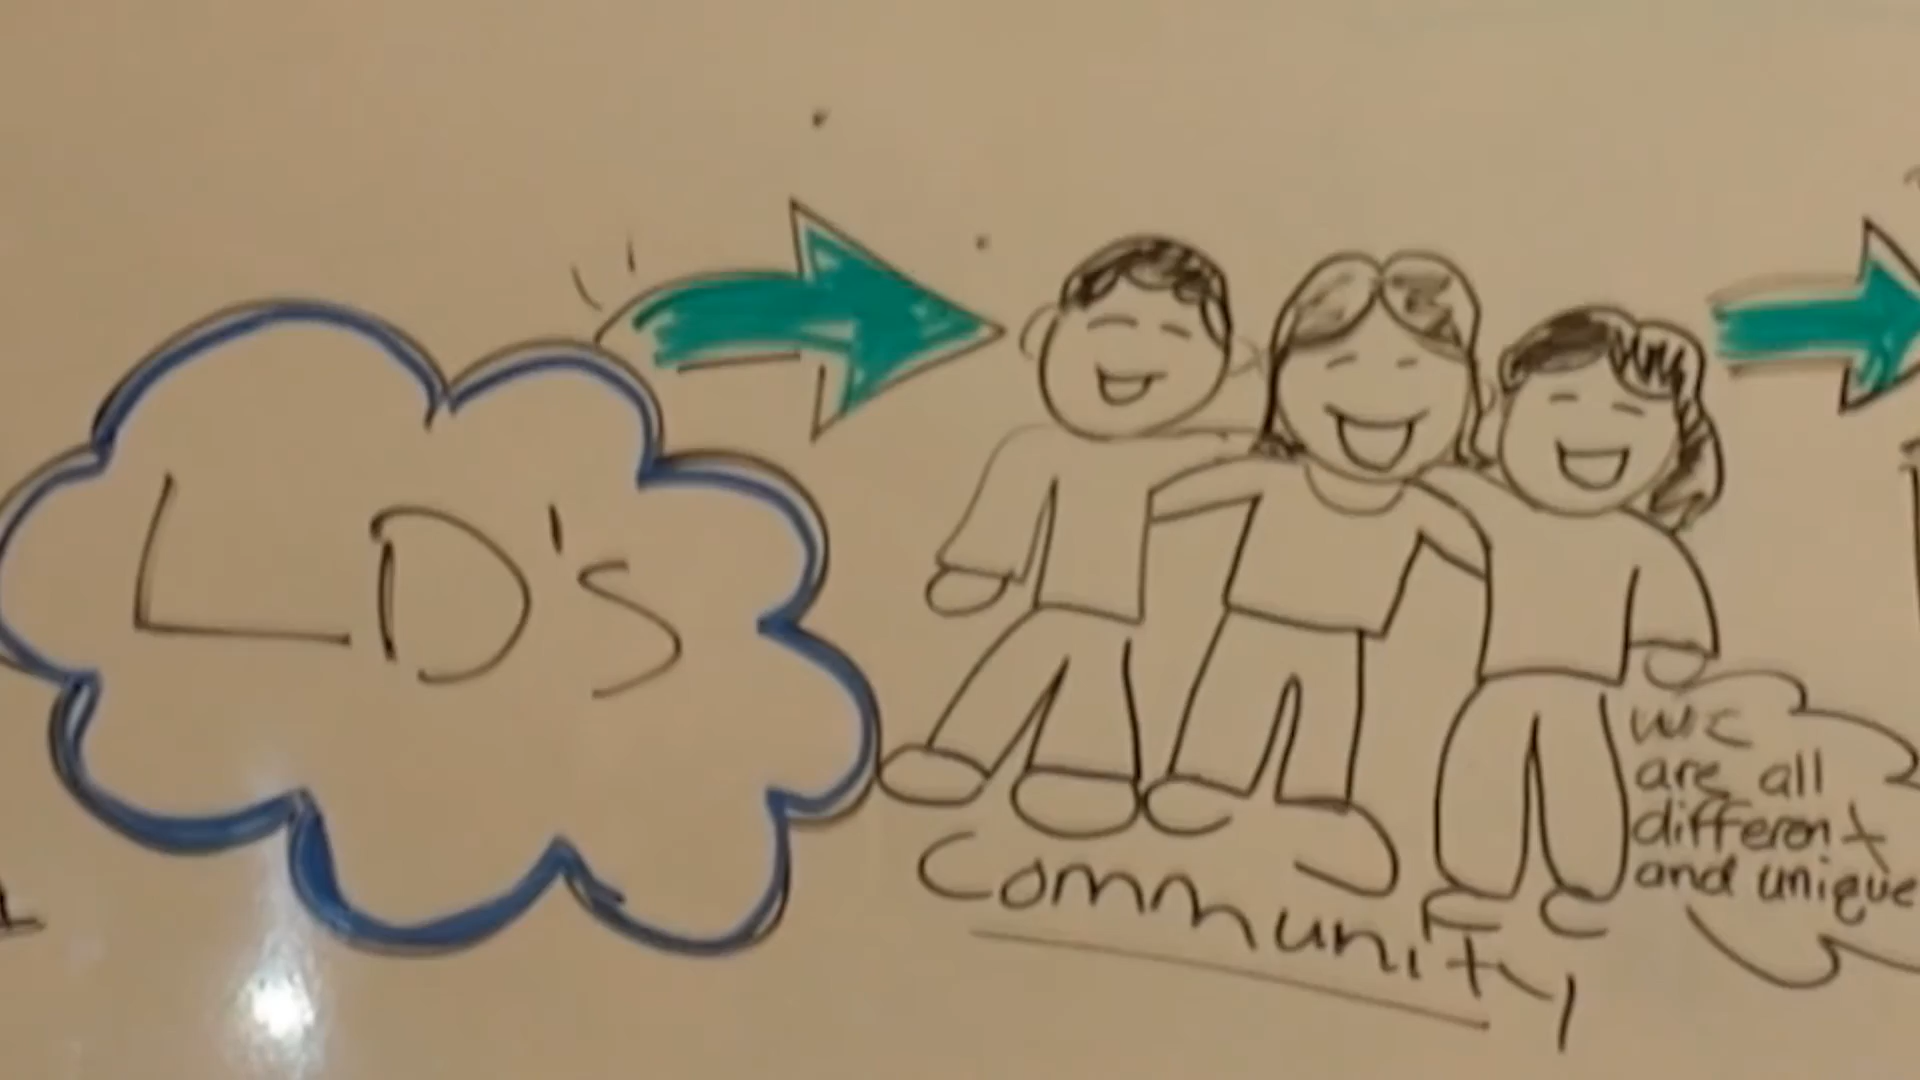 LD's
Community
we
are all
different
and unique